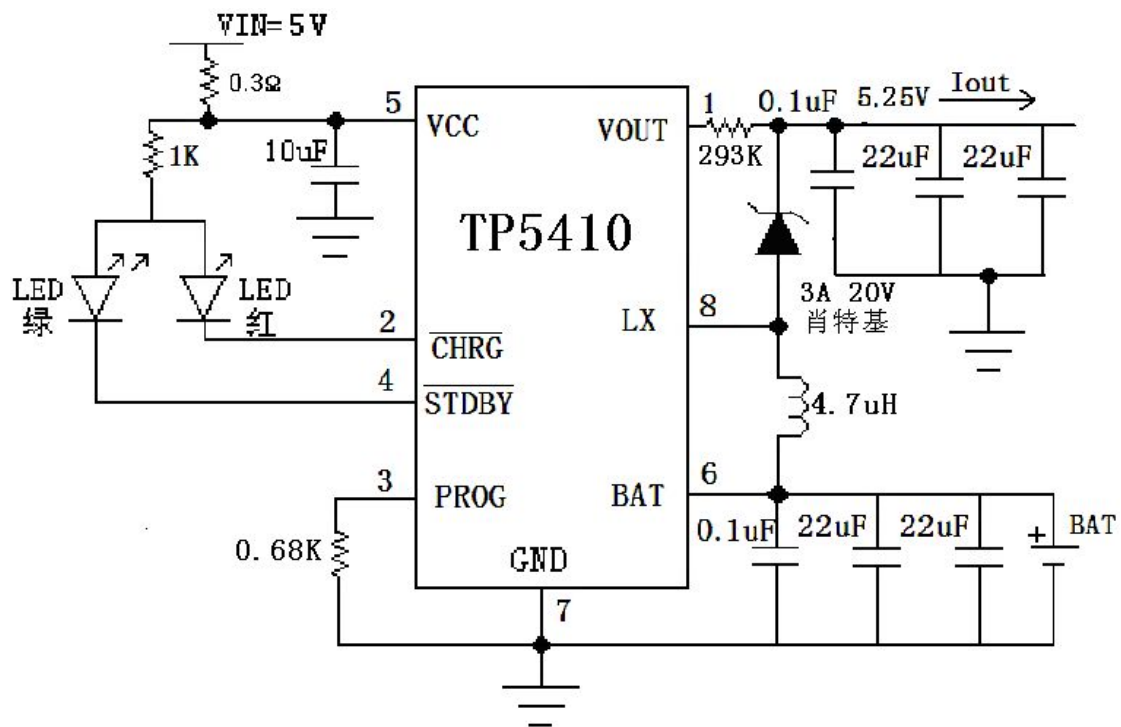 VIN=5V
0.3Ω
1K
10uF
LED
绿
LED
红
5
VCC
2
CHRG
4
STDBY
3
PROG
0.68K
TP5410
GND
7
1
VOUT
293K
0.1uF
5.25V
Iout
22uF
22uF
3A 20V
肖特基
8
LX
4.7uH
6
BAT
0.1uF
22uF
22uF
+
BAT